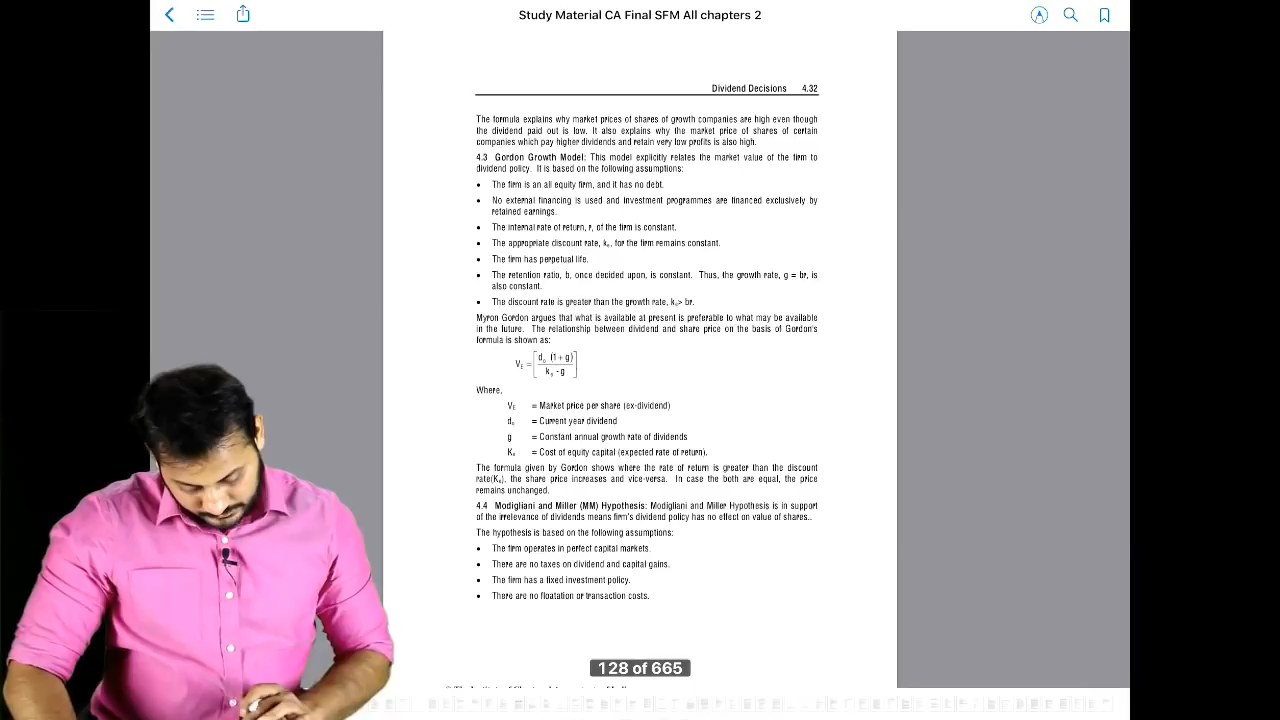 Study Material CA Final SFM All chapters 2
Dividend Decisions 4.32
The formula explains why market prices of shares of growth companies are high even though
the dividend paid out is low. It also explains why the market price of shares of certain
companies which pay higher dividends and retain very low profits is also high.
4.3 Gordon Growth Model: This model explicitly relates the market value of the firm to
dividend policy. It is based on the following assumptions:
• The firm is an all equity firm, and it has no debt.
• No external financing is used and investment programmes are financed exclusively by
retained earnings.
• The internal rate of return, r, of the firm is constant.
• The appropriate discount rate, ke, for the firm remains constant.
• The firm has perpetual life.
• The retention ratio, b, once decided upon, is constant. Thus, the growth rate, g = br, is
also constant.
• The discount rate is greater than the growth rate, ke> br.
Myron Gordon argues that what is available at present is preferable to what may be available
in the future. The relationship between dividend and share price on the basis of Gordon's
formula is shown as:
VE = [do (1+g) / ke - g]
Where,
VE = Market price per share (ex-dividend)
do = Current year dividend
g = Constant annual growth rate of dividends
Ke = Cost of equity capital (expected rate of return).
The formula given by Gordon shows where the rate of return is greater than the discount
rate(Ke), the share price increases and vice-versa. In case the both are equal, the price
remains unchanged.
4.4 Modigliani and Miller (MM) Hypothesis: Modigliani and Miller Hypothesis is in support
of the irrelevance of dividends means firm's dividend policy has no effect on value of shares..
The hypothesis is based on the following assumptions:
• The firm operates in perfect capital markets.
• There are no taxes on dividend and capital gains.
• The firm has a fixed investment policy.
• There are no floatation or transaction costs.
128 of 665